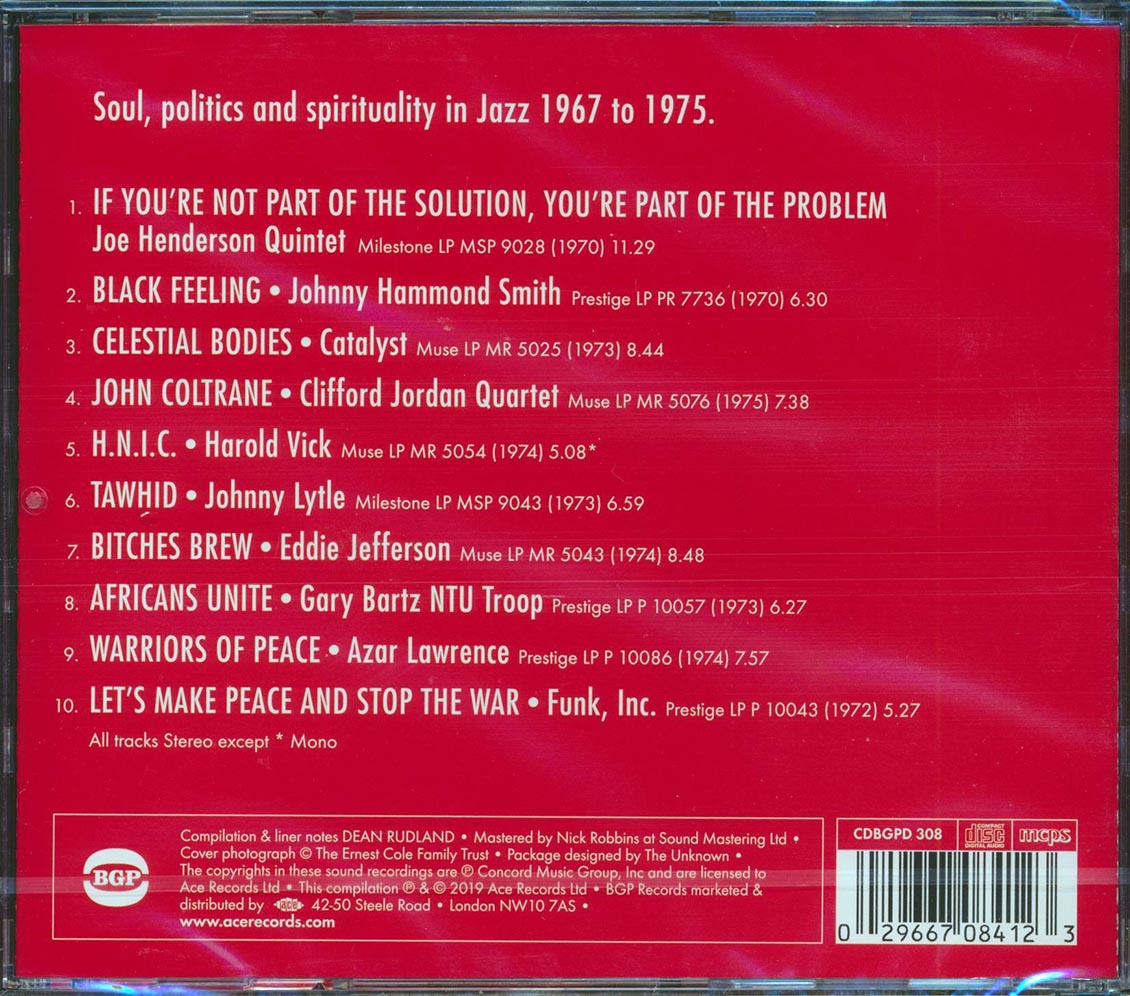 Soul, politics and spirituality in Jazz 1967 to 1975.
1. IF YOU'RE NOT PART OF THE SOLUTION, YOU'RE PART OF THE PROBLEM
Joe Henderson Quintet Milestone LP MSP 9028 (1970) 11.29
2. BLACK FEELING • Johnny Hammond Smith Prestige LP PR 7736 (1970) 6.30
3. CELESTIAL BODIES • Catalyst Muse LP MR 5025 (1973) 8.44
4. JOHN COLTRANE • Clifford Jordan Quartet Muse LP MR 5076 (1975) 7.38
5. H.N.I.C. • Harold Vick Muse LP MR 5054 (1974) 5.08*
6. TAWHID • Johnny Lytle Milestone LP MSP 9043 (1973) 6.59
7. BITCHES BREW • Eddie Jefferson Muse LP MR 5043 (1974) 8.48
8. AFRICANS UNITE • Gary Bartz NTU Troop Prestige LP P 10057 (1973) 6.27
9. WARRIORS OF PEACE • Azar Lawrence Prestige LP P 10086 (1974) 7.57
10. LET'S MAKE PEACE AND STOP THE WAR • Funk, Inc. Prestige LP P 10043 (1972) 5.27
All tracks Stereo except * Mono
BGP
Compilation & liner notes DEAN RUDLAND • Mastered by Nick Robbins at Sound Mastering Ltd •
Cover photograph © The Ernest Cole Family Trust • Package designed by The Unknown •
The copyrights in these sound recordings are ℗ Concord Music Group, Inc and are licensed to
Ace Records Ltd • This compilation ℗ & © 2019 Ace Records Ltd • BGP Records marketed &
distributed by ACE • 42-50 Steele Road • London NW10 7AS •
www.acerecords.com
CDBGPD 308
COMPACT
disc
DIGITAL AUDIO
mcps
0 29667 08412 3